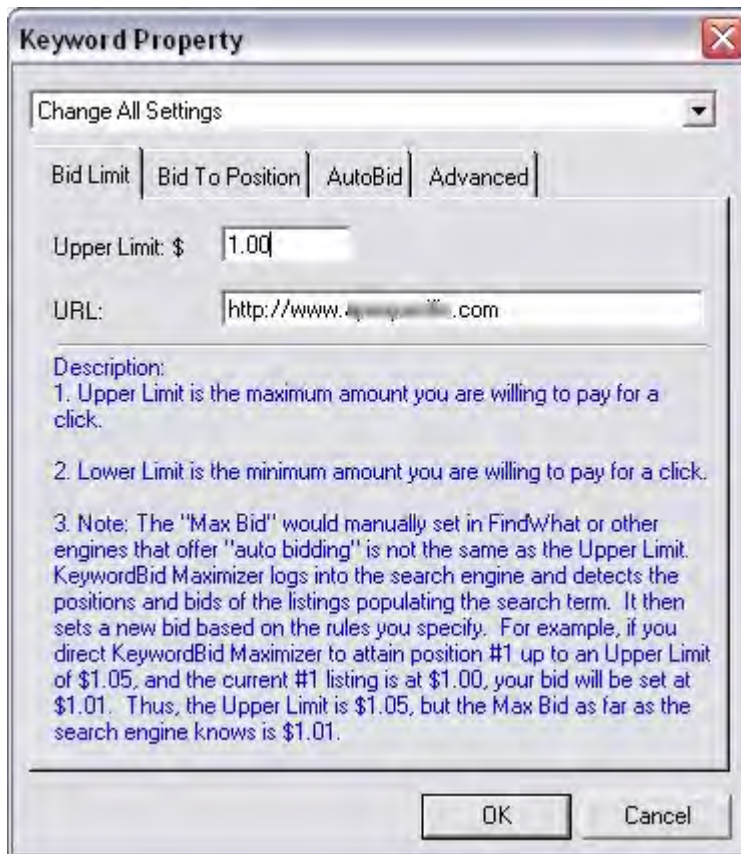 Keyword Property
Change All Settings
Bid Limit Bid To Position AutoBid Advanced
Upper Limit: $ 1.00
URL: http://www. .com
Description:
1. Upper Limit is the maximum amount you are willing to pay for a
click.
2. Lower Limit is the minimum amount you are willing to pay for a click.
3. Note: The "Max Bid" would manually set in FindWhat or other
engines that offer "auto bidding" is not the same as the Upper Limit.
KeywordBid Maximizer logs into the search engine and detects the
positions and bids of the listings populating the search term. It then
sets a new bid based on the rules you specify. For example, if you
direct KeywordBid Maximizer to attain position #1 up to an Upper Limit
of $1.05, and the current #1 listing is at $1.00, your bid will be set at
$1.01. Thus, the Upper Limit is $1.05, but the Max Bid as far as the
search engine knows is $1.01.
OK Cancel